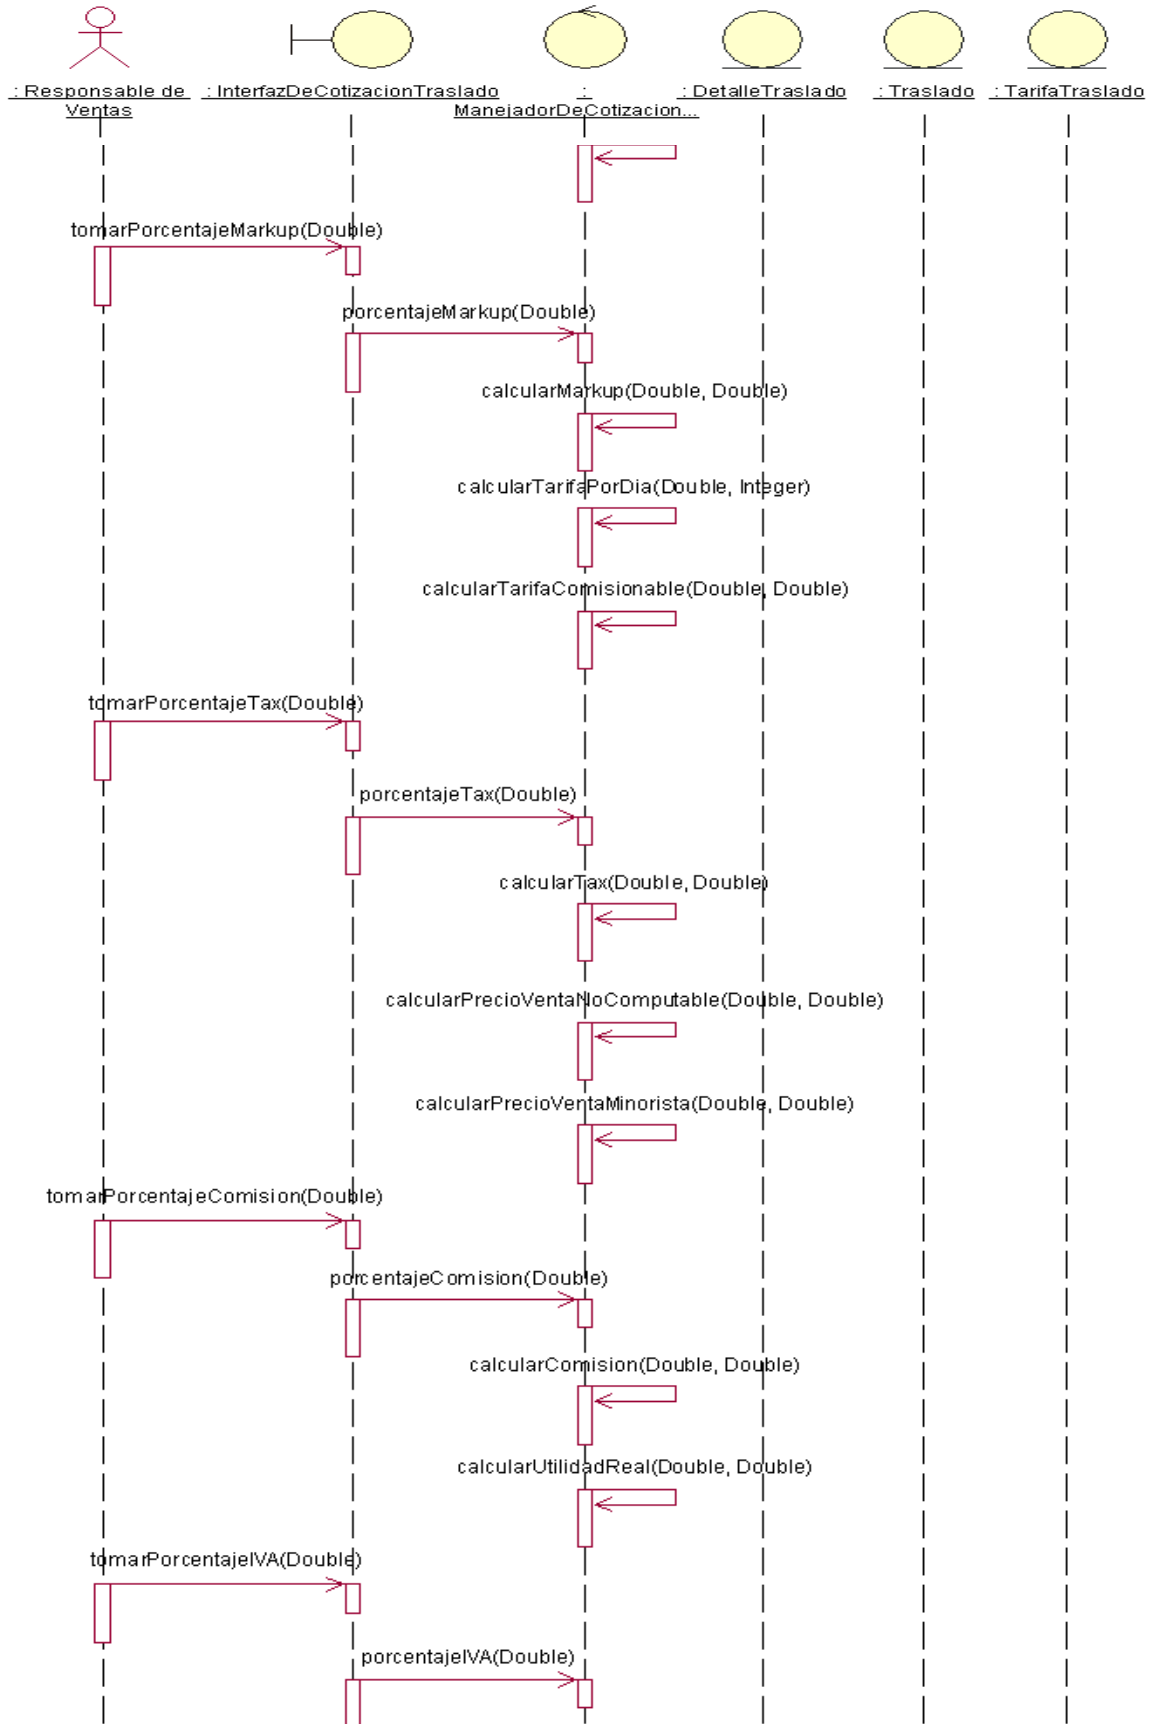 : Responsable de
Ventas
: InterfazDeCotizacionTraslado
:
ManejadorDeCotizacion...
: DetalleTraslado
: Traslado
: TarifaTraslado
tomarPorcentajeMarkup(Double)
porcentajeMarkup(Double)
calcularMarkup(Double, Double)
calcularTarifaPorDia(Double, Integer)
calcularTarifaComisionable(Double, Double)
tomarPorcentajeTax(Double)
porcentajeTax(Double)
calcularTax(Double, Double)
calcularPrecioVentaNoComputable(Double, Double)
calcularPrecioVentaMinorista(Double, Double)
tomarPorcentajeComision(Double)
porcentajeComision(Double)
calcularComision(Double, Double)
calcularUtilidadReal(Double, Double)
tomarPorcentajeIVA(Double)
porcentajeIVA(Double)